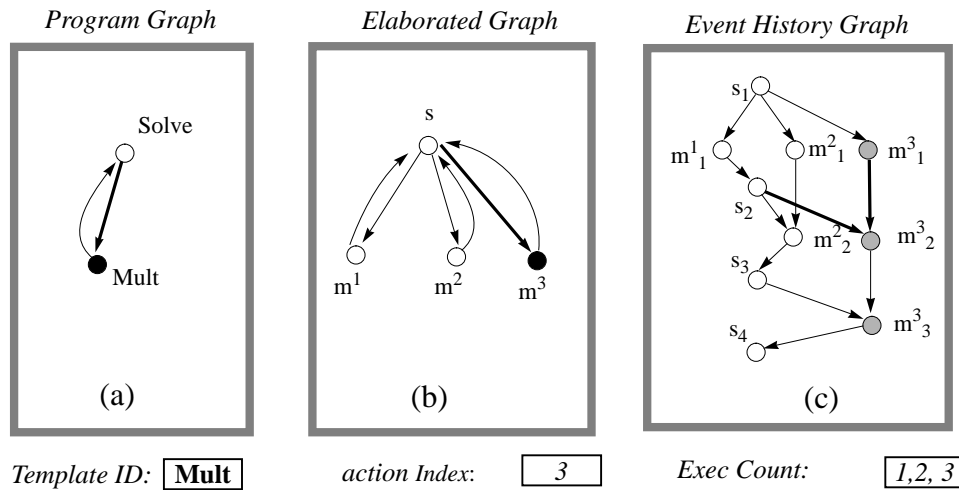 Program Graph
Elaborated Graph
Event History Graph
Solve
Mult
(a)
s
m¹
m²
m³
(b)
s₁
m¹₁
m²₁
m³₁
s₂
m²₂
m³₂
s₃
m³₃
s₄
(c)
Template ID: Mult
action Index: 3
Exec Count: 1,2, 3